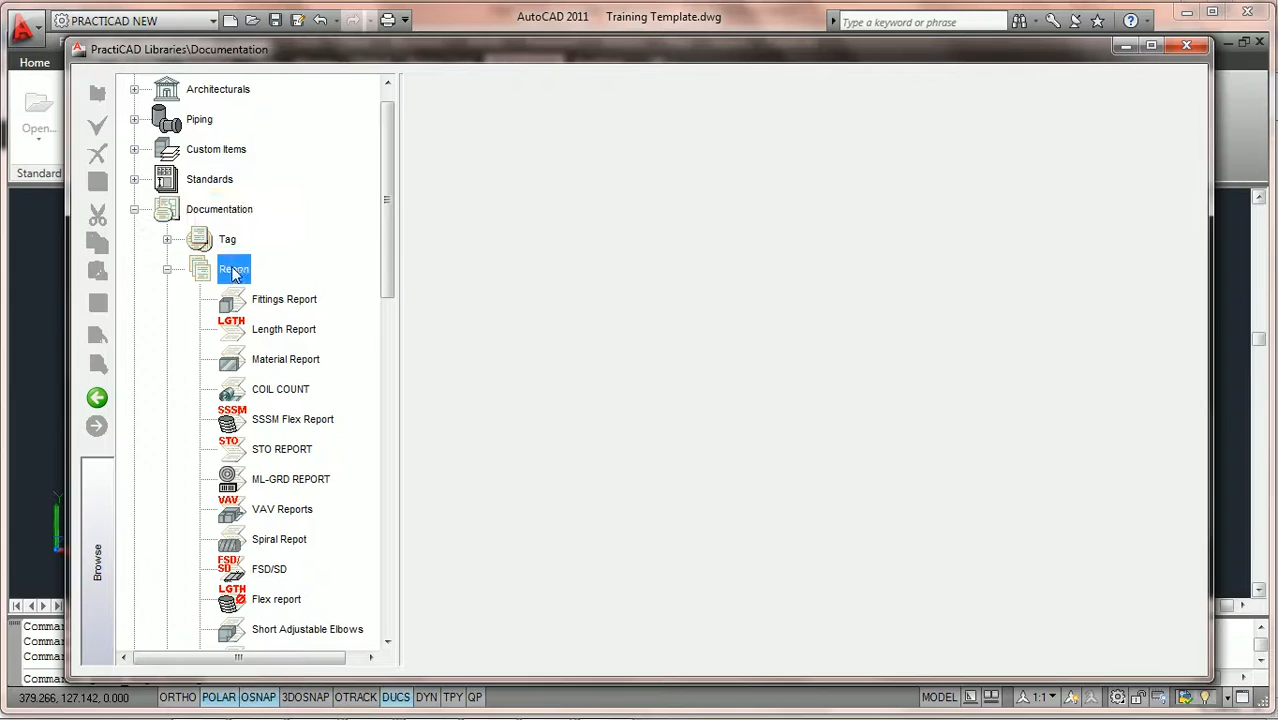 PRACTICAD NEW
AutoCAD 2011 Training Template.dwg
Type a keyword or phrase
PractiCAD Libraries\Documentation
Home
Open...
Standard
Architecturals
Piping
Custom Items
Standards
Documentation
Tag
Report
Fittings Report
LGTH
Length Report
Material Report
COIL COUNT
SSSM
SSSM Flex Report
STO
STO REPORT
ML-GRD REPORT
VAV
VAV Reports
Spiral Repot
FSD/
SD
FSD/SD
LGTH
Flex report
Short Adjustable Elbows
Browse
379.266, 127.142, 0.000
ORTHO POLAR OSNAP 3DOSNAP OTRACK DUCS DYN TPY QP
MODEL
1:1